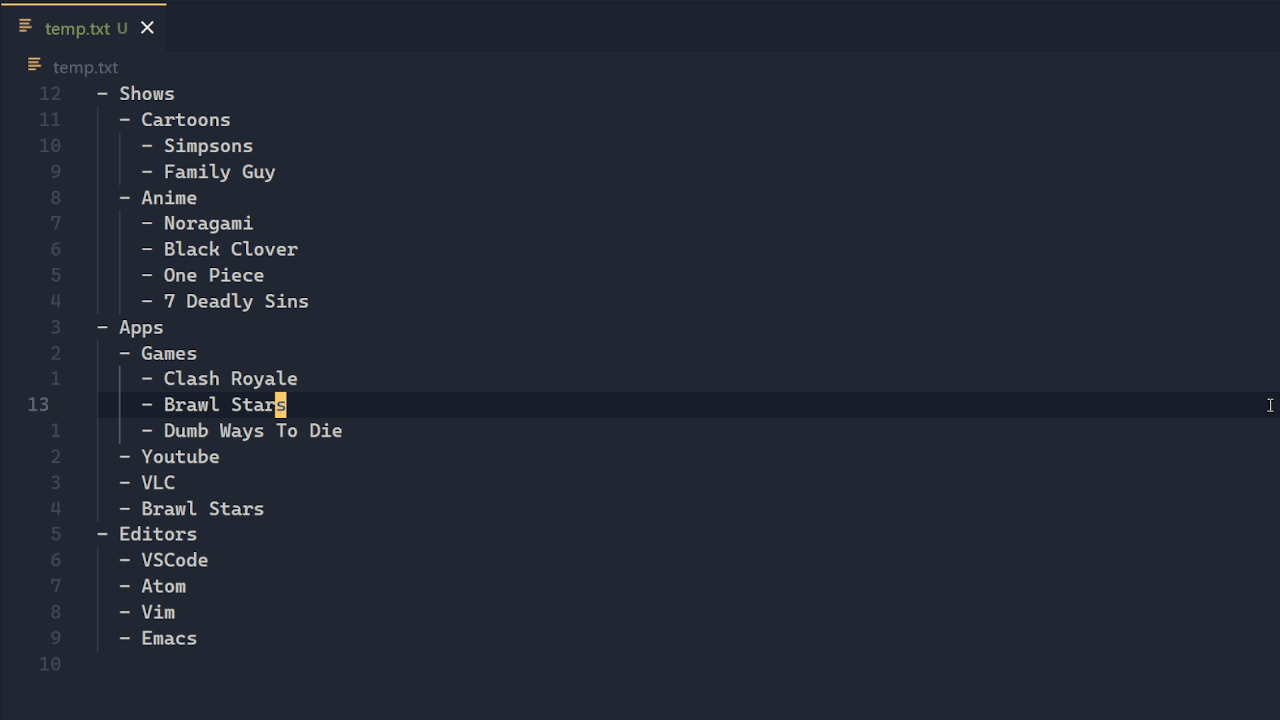 temp.txt U
temp.txt
12 - Shows
11 - Cartoons
10 - Simpsons
9 - Family Guy
8 - Anime
7 - Noragami
6 - Black Clover
5 - One Piece
4 - 7 Deadly Sins
3 - Apps
2 - Games
1 - Clash Royale
13 - Brawl Stars
1 - Dumb Ways To Die
2 - Youtube
3 - VLC
4 - Brawl Stars
5 - Editors
6 - VSCode
7 - Atom
8 - Vim
9 - Emacs
10